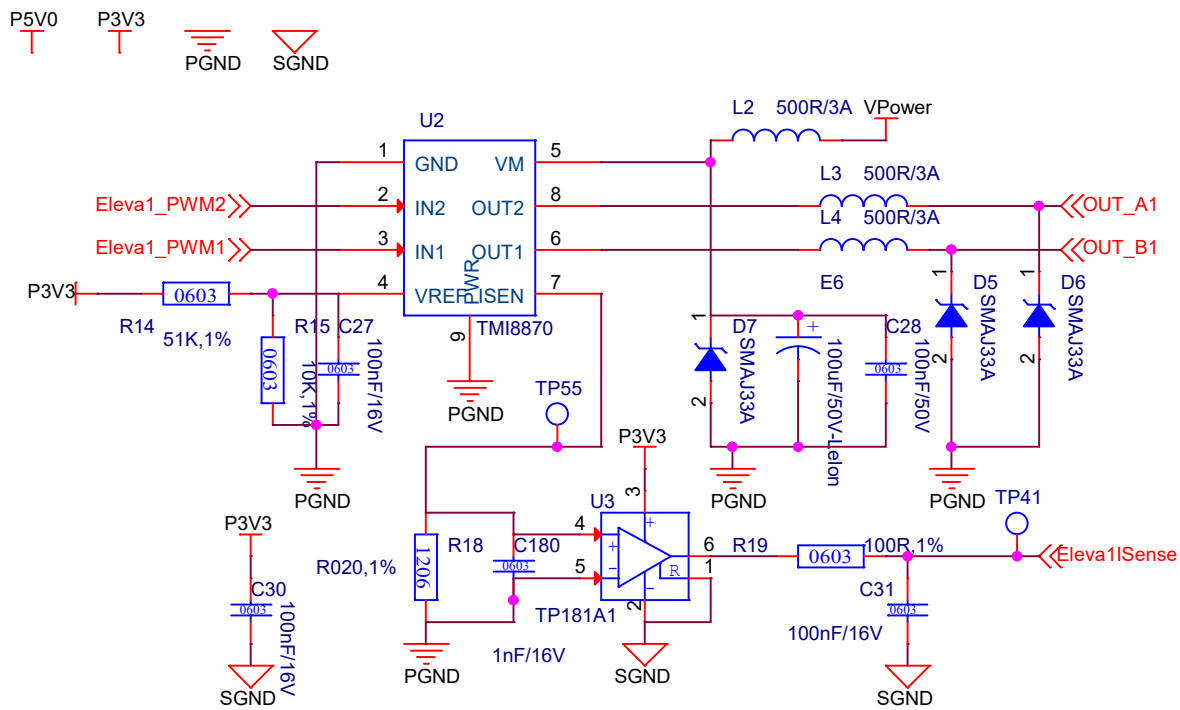 P5V0
P3V3
PGND
SGND
L2 500R/3A
VPower
U2
1
GND
VM
5
L3 500R/3A
Eleva1_PWM2
2
IN2
OUT2
8
OUT_A1
L4 500R/3A
Eleva1_PWM1
3
IN1
OUT1
6
OUT_B1
P3V3
0603
4
VREF
PWR
ISEN
7
E6
R14
51K,1%
R15
0603
10K,1%
C27
0603
100nF/16V
9
TMI8870
PGND
PGND
1
D7
SMAJ33A
2
+
100uF/50V-Lelon
C28
0603
100nF/50V
1
D5
SMAJ33A
2
1
D6
SMAJ33A
2
PGND
PGND
TP55
P3V3
3
U3
TP41
P3V3
4
5
+
-
+
-
R
6
1
2
R18
1206
R020,1%
C180
0603
1nF/16V
TP181A1
R19
0603
100R,1%
Eleva1ISense
C30
0603
100nF/16V
SGND
PGND
SGND
C31
0603
100nF/16V
SGND